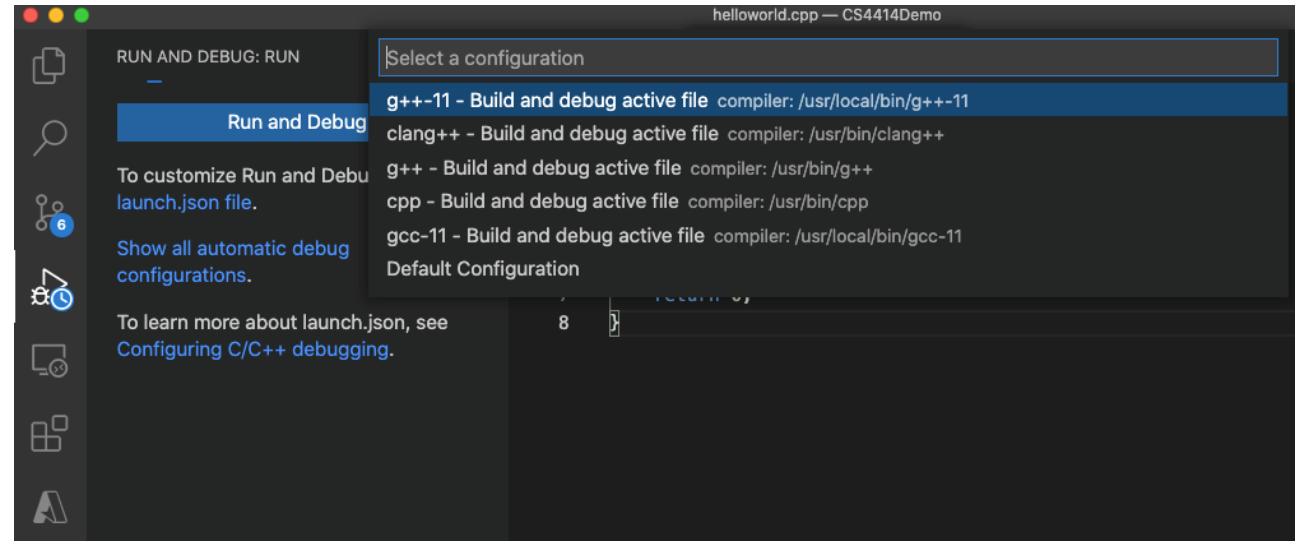 helloworld.cpp — CS4414Demo
RUN AND DEBUG: RUN
Select a configuration
g++-11 - Build and debug active file compiler: /usr/local/bin/g++-11
clang++ - Build and debug active file compiler: /usr/bin/clang++
g++ - Build and debug active file compiler: /usr/bin/g++
cpp - Build and debug active file compiler: /usr/bin/cpp
gcc-11 - Build and debug active file compiler: /usr/local/bin/gcc-11
Default Configuration
Run and Debug
To customize Run and Debu
launch.json file.
Show all automatic debug
configurations.
To learn more about launch.json, see
Configuring C/C++ debugging.
6
8 }